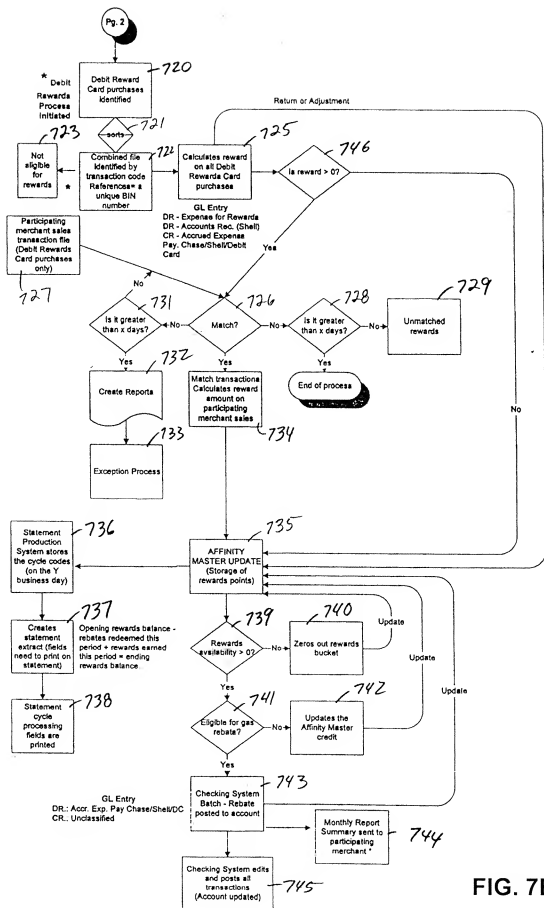 Pg. 2
* Debit
Rewards
Process
Initiated
Debit Reward
Card purchases
Identified
720
Return or Adjustment
sorts
721
723
Not
eligible
for
rewards
*
Combined file
identified by
transaction code
References= a
unique BIN
number
722
Calculates reward
on all Debit
Rewards Card
purchases
725
Is reward > 0?
746
GL Entry
DR - Expense for Rewards
DR - Accounts Rec. (Shell)
CR - Accrued Expense
Pay. Chase/Shell/Debit
Card
Yes
Participating
merchant sales
transaction file
(Debit Rewards
Card purchases
only)
727
No
Is it greater
than x days?
731
No
Match?
726
No
Is it greater
than x days?
728
No
Unmatched
rewards
729
Yes
Yes
Yes
No
Create Reports
732
Match transactions
Calculates reward
amount on
participating
merchant sales
734
End of process
Exception Process
733
Statement
Production
System stores
the cycle codes
(on the Y
business day)
736
AFFINITY
MASTER UPDATE
(Storage of
rewards points)
735
Creates
statement
extract (fields
need to print on
statement)
737
Opening rewards balance -
rebates redeemed this
period + rewards earned
this period = ending
rewards balance
Rewards
availability > 0?
739
No
Zeros out rewards
bucket
740
Update
Update
Update
Statement
cycle
processing
fields are
printed
738
Yes
Eligible for gas
rebate?
741
No
Updates the
Affinity Master
credit
742
Yes
GL Entry
DR.: Accr. Exp. Pay Chase/Shell/DC
CR.: Unclassified
Checking System
Batch - Rebate
posted to account
743
Monthly Report
Summary sent to
participating
merchant *
744
Checking System edits
and posts all
transactions
(Account updated)
745